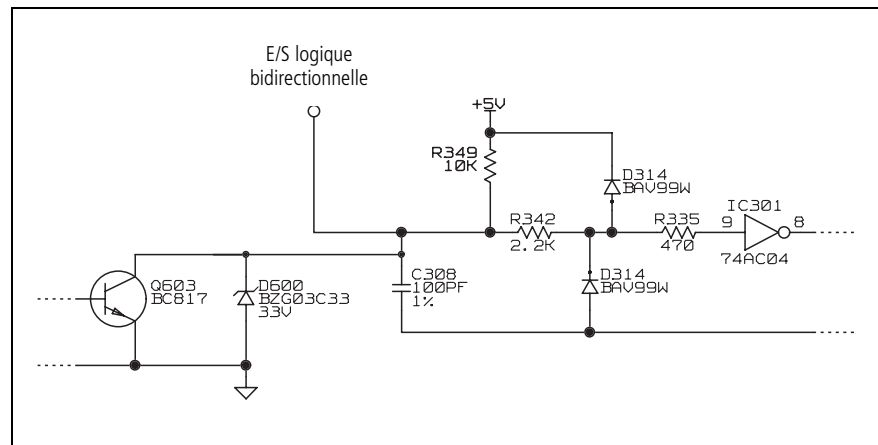 E/S logique
bidirectionnelle
+5V
R349
10K
D314
BAV99W
IC301
R342
2.2K
R335
470
9
8
74AC04
Q603
BC817
D600
BZG03C33
33V
C308
100PF
1%
D314
BAV99W